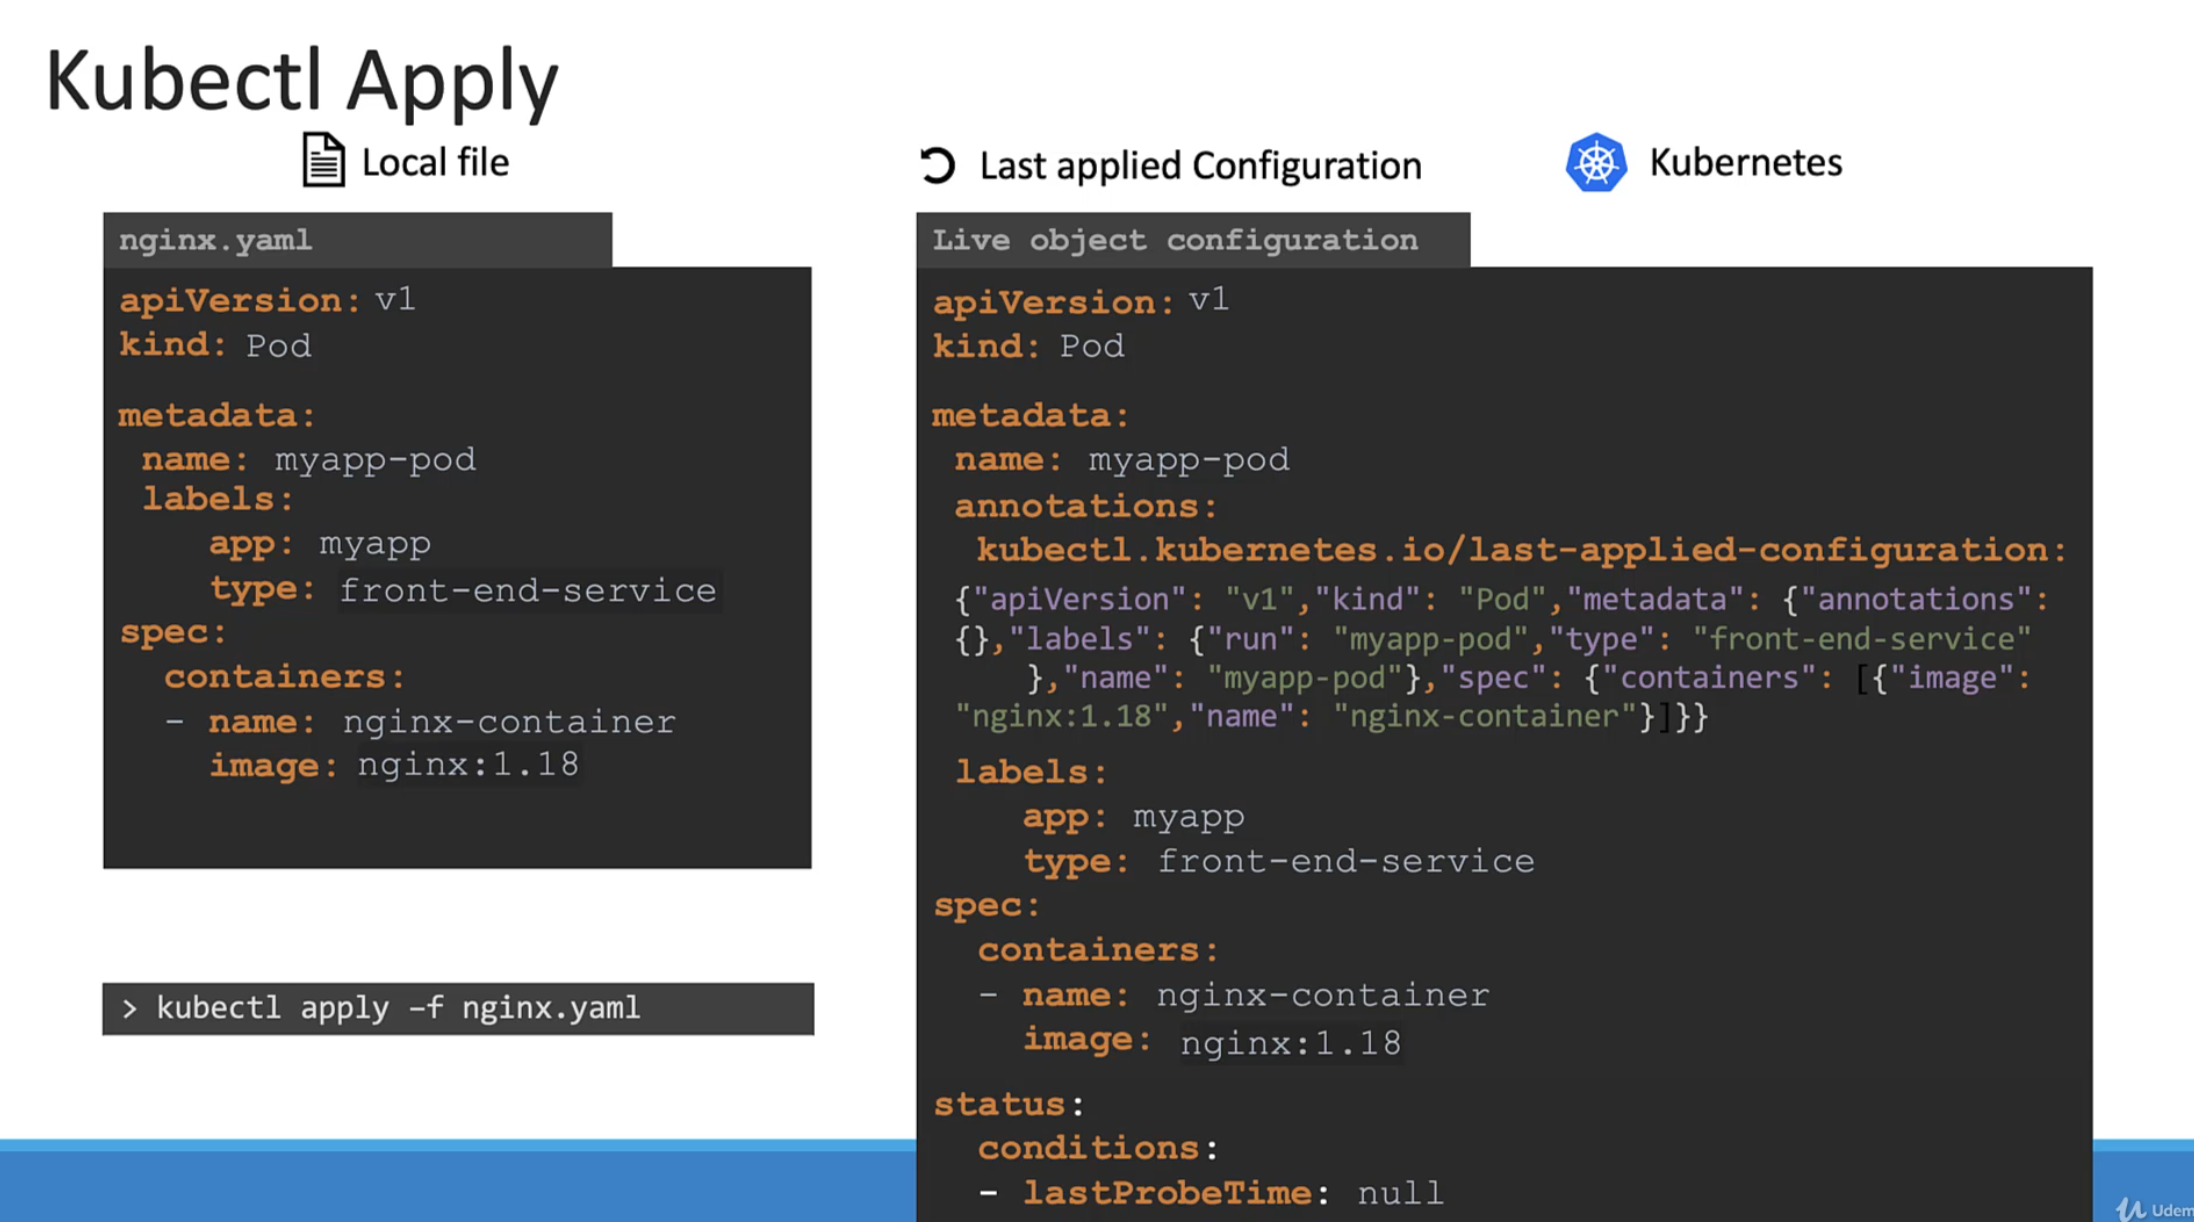 Kubectl Apply
Local file
nginx.yaml
apiVersion: v1
kind: Pod
metadata:
name: myapp-pod
labels:
app: myapp
type: front-end-service
spec:
containers:
- name: nginx-container
image: nginx:1.18
> kubectl apply –f nginx.yaml
Last applied Configuration
Kubernetes
Live object configuration
apiVersion: v1
kind: Pod
metadata:
name: myapp-pod
annotations:
kubectl.kubernetes.io/last-applied-configuration:
{"apiVersion": "v1","kind": "Pod","metadata": {"annotations":
{},"labels": {"run": "myapp-pod","type": "front-end-service"
},"name": "myapp-pod"},"spec": {"containers": [{"image":
"nginx:1.18","name": "nginx-container"}]}}
labels:
app: myapp
type: front-end-service
spec:
containers:
- name: nginx-container
image: nginx:1.18
status:
conditions:
- lastProbeTime: null